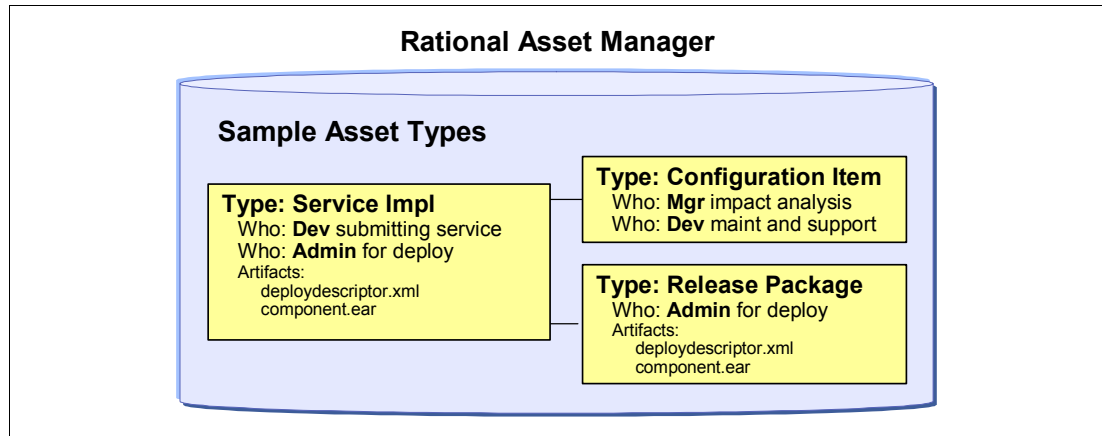 Rational Asset Manager
Sample Asset Types
Type: Service Impl
Who: Dev submitting service
Who: Admin for deploy
Artifacts:
deploydescriptor.xml
component.ear
Type: Configuration Item
Who: Mgr impact analysis
Who: Dev maint and support
Type: Release Package
Who: Admin for deploy
Artifacts:
deploydescriptor.xml
component.ear